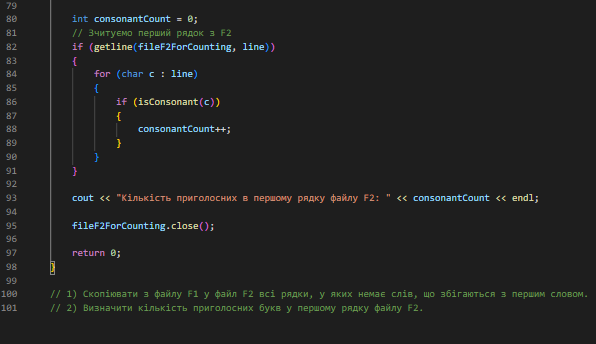 79
80 int consonantCount = 0;
81 // Зчитуємо перший рядок з F2
82 if (getline(fileF2ForCounting, line))
83 {
84 for (char c : line)
85 {
86 if (isConsonant(c))
87 {
88 consonantCount++;
89 }
90 }
91 }
92
93 cout << "Кількість приголосних в першому рядку файлу F2: " << consonantCount << endl;
94
95 fileF2ForCounting.close();
96
97 return 0;
98 }
99
100 // 1) Скопіювати з файлу F1 у файл F2 всі рядки, у яких немає слів, що збігаються з першим словом.
101 // 2) Визначити кількість приголосних букв у першому рядку файлу F2.